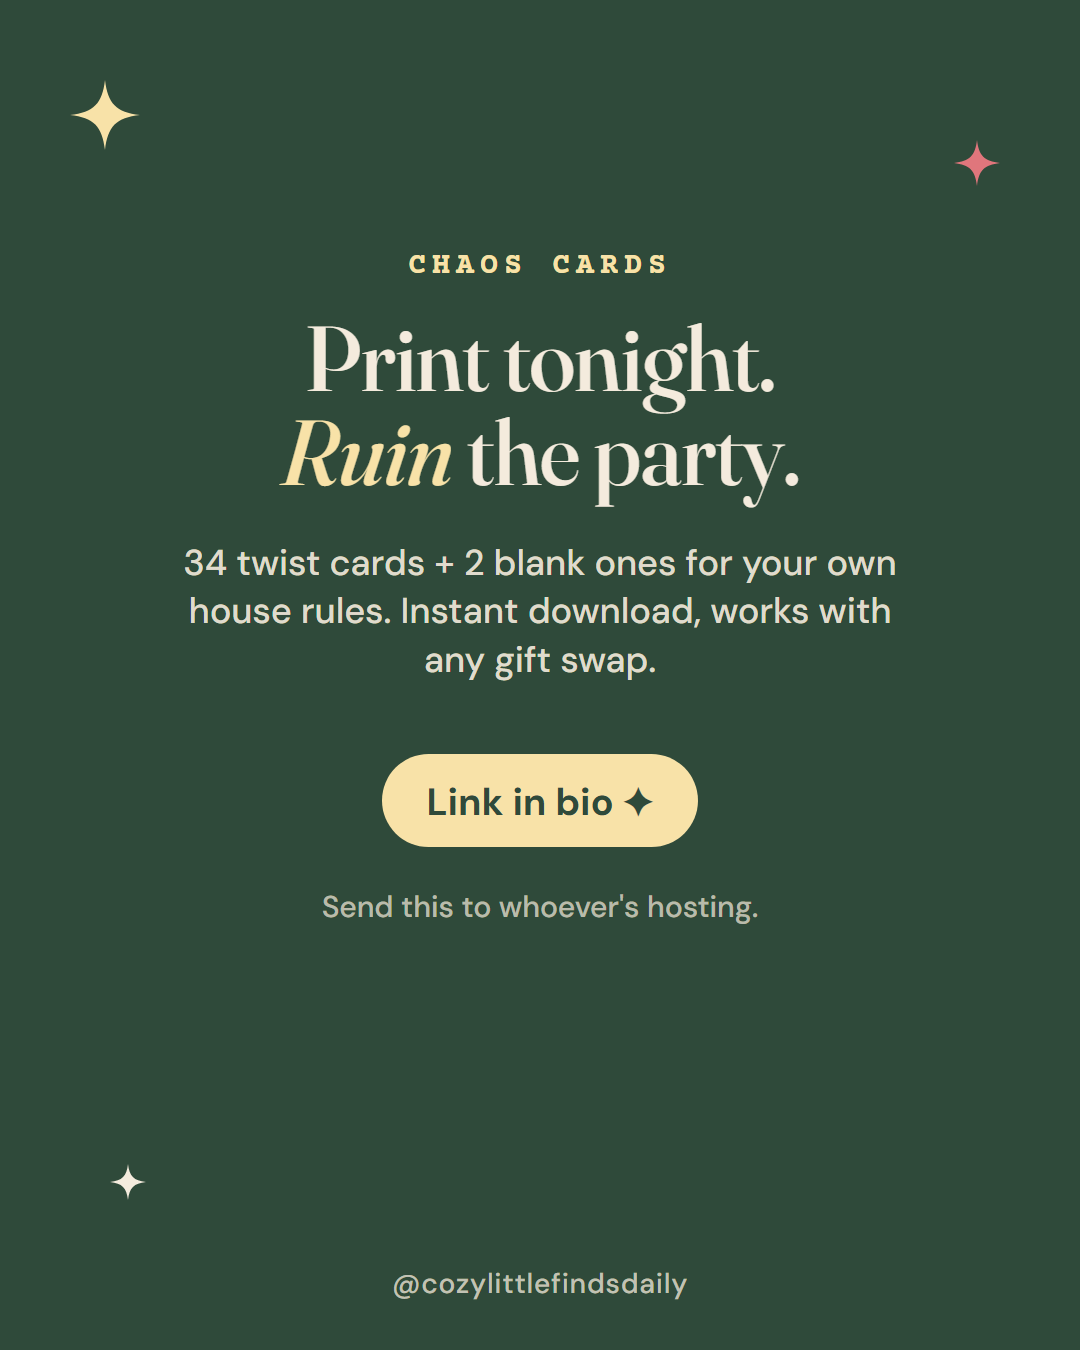 CHAOS CARDS
Print tonight.
Ruin the party.
34 twist cards + 2 blank ones for your own
house rules. Instant download, works with
any gift swap.
Link in bio ✦
Send this to whoever's hosting.
@cozylittlefindsdaily